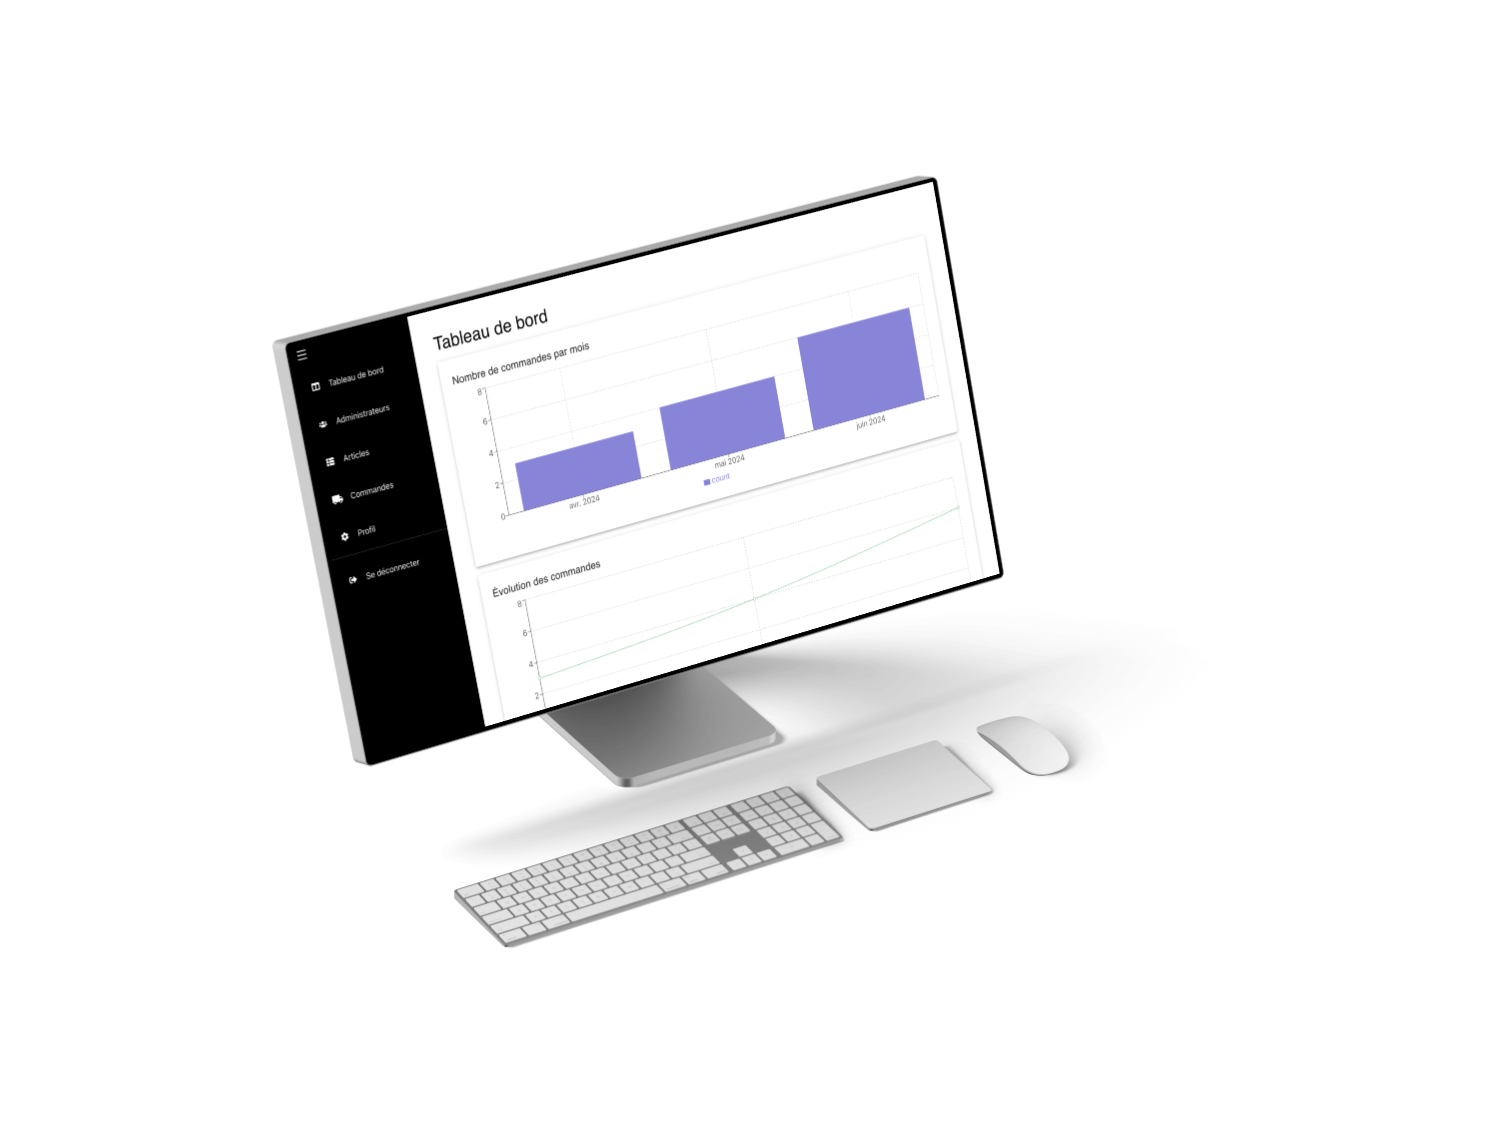 Tableau de bord
Administrateurs
Articles
Commandes
Profil
Se déconnecter
Tableau de bord
Nombre de commandes par mois
8
6
4
2
0
avr. 2024
mai 2024
juin 2024
count
Évolution des commandes
8
6
4
2